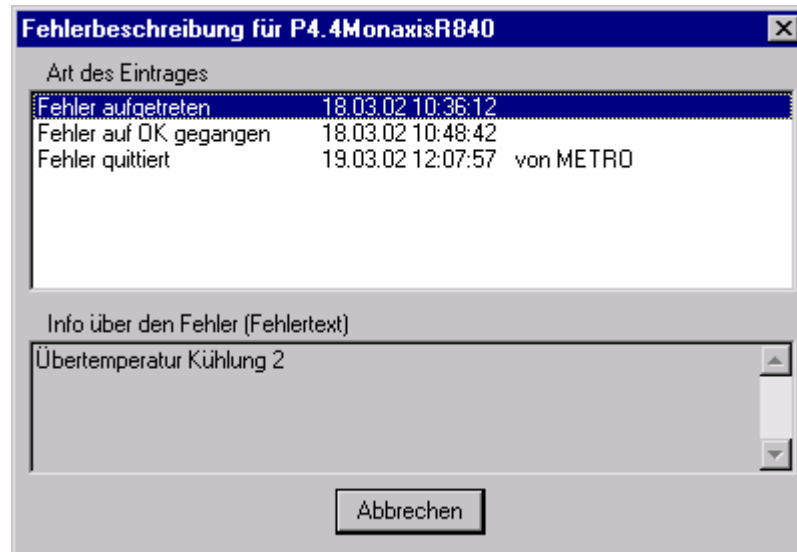 Fehlerbeschreibung für P4.4MonaxisR840
Art des Eintrages
Fehler aufgetreten 18.03.02 10:36:12
Fehler auf OK gegangen 18.03.02 10:48:42
Fehler quittiert 19.03.02 12:07:57 von METRO
Info über den Fehler (Fehlertext)
Übertemperatur Kühlung 2
Abbrechen